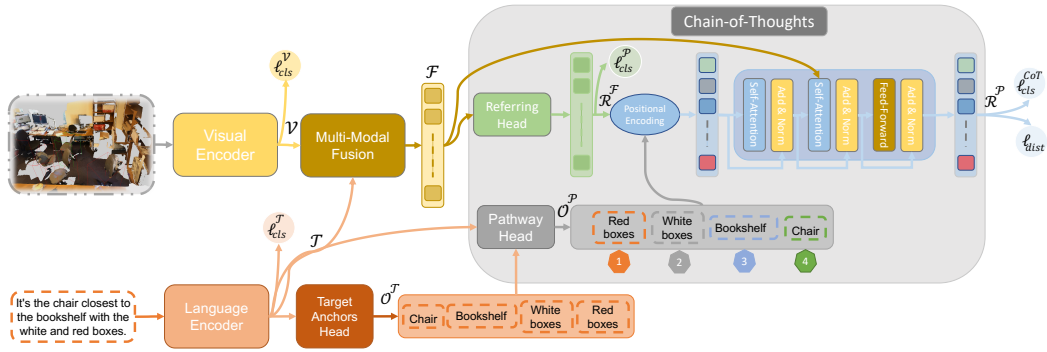 Chain-of-Thoughts
ℓ_cls^V
F
ℓ_cls^P
R^F
R^P
ℓ_cls^CoT
ℓ_dist
Visual
Encoder
V
Multi-Modal
Fusion
Referring
Head
Positional
Encoding
Self-Attention
Add & Norm
Self-Attention
Add & Norm
Feed-Forward
Add & Norm
ℓ_cls^T
T
Pathway
Head
O^P
Red
boxes
White
boxes
Bookshelf
Chair
1
2
3
4
It's the chair closest to
the bookshelf with the
white and red boxes.
Language
Encoder
Target
Anchors
Head
O^T
Chair
Bookshelf
White
boxes
Red
boxes